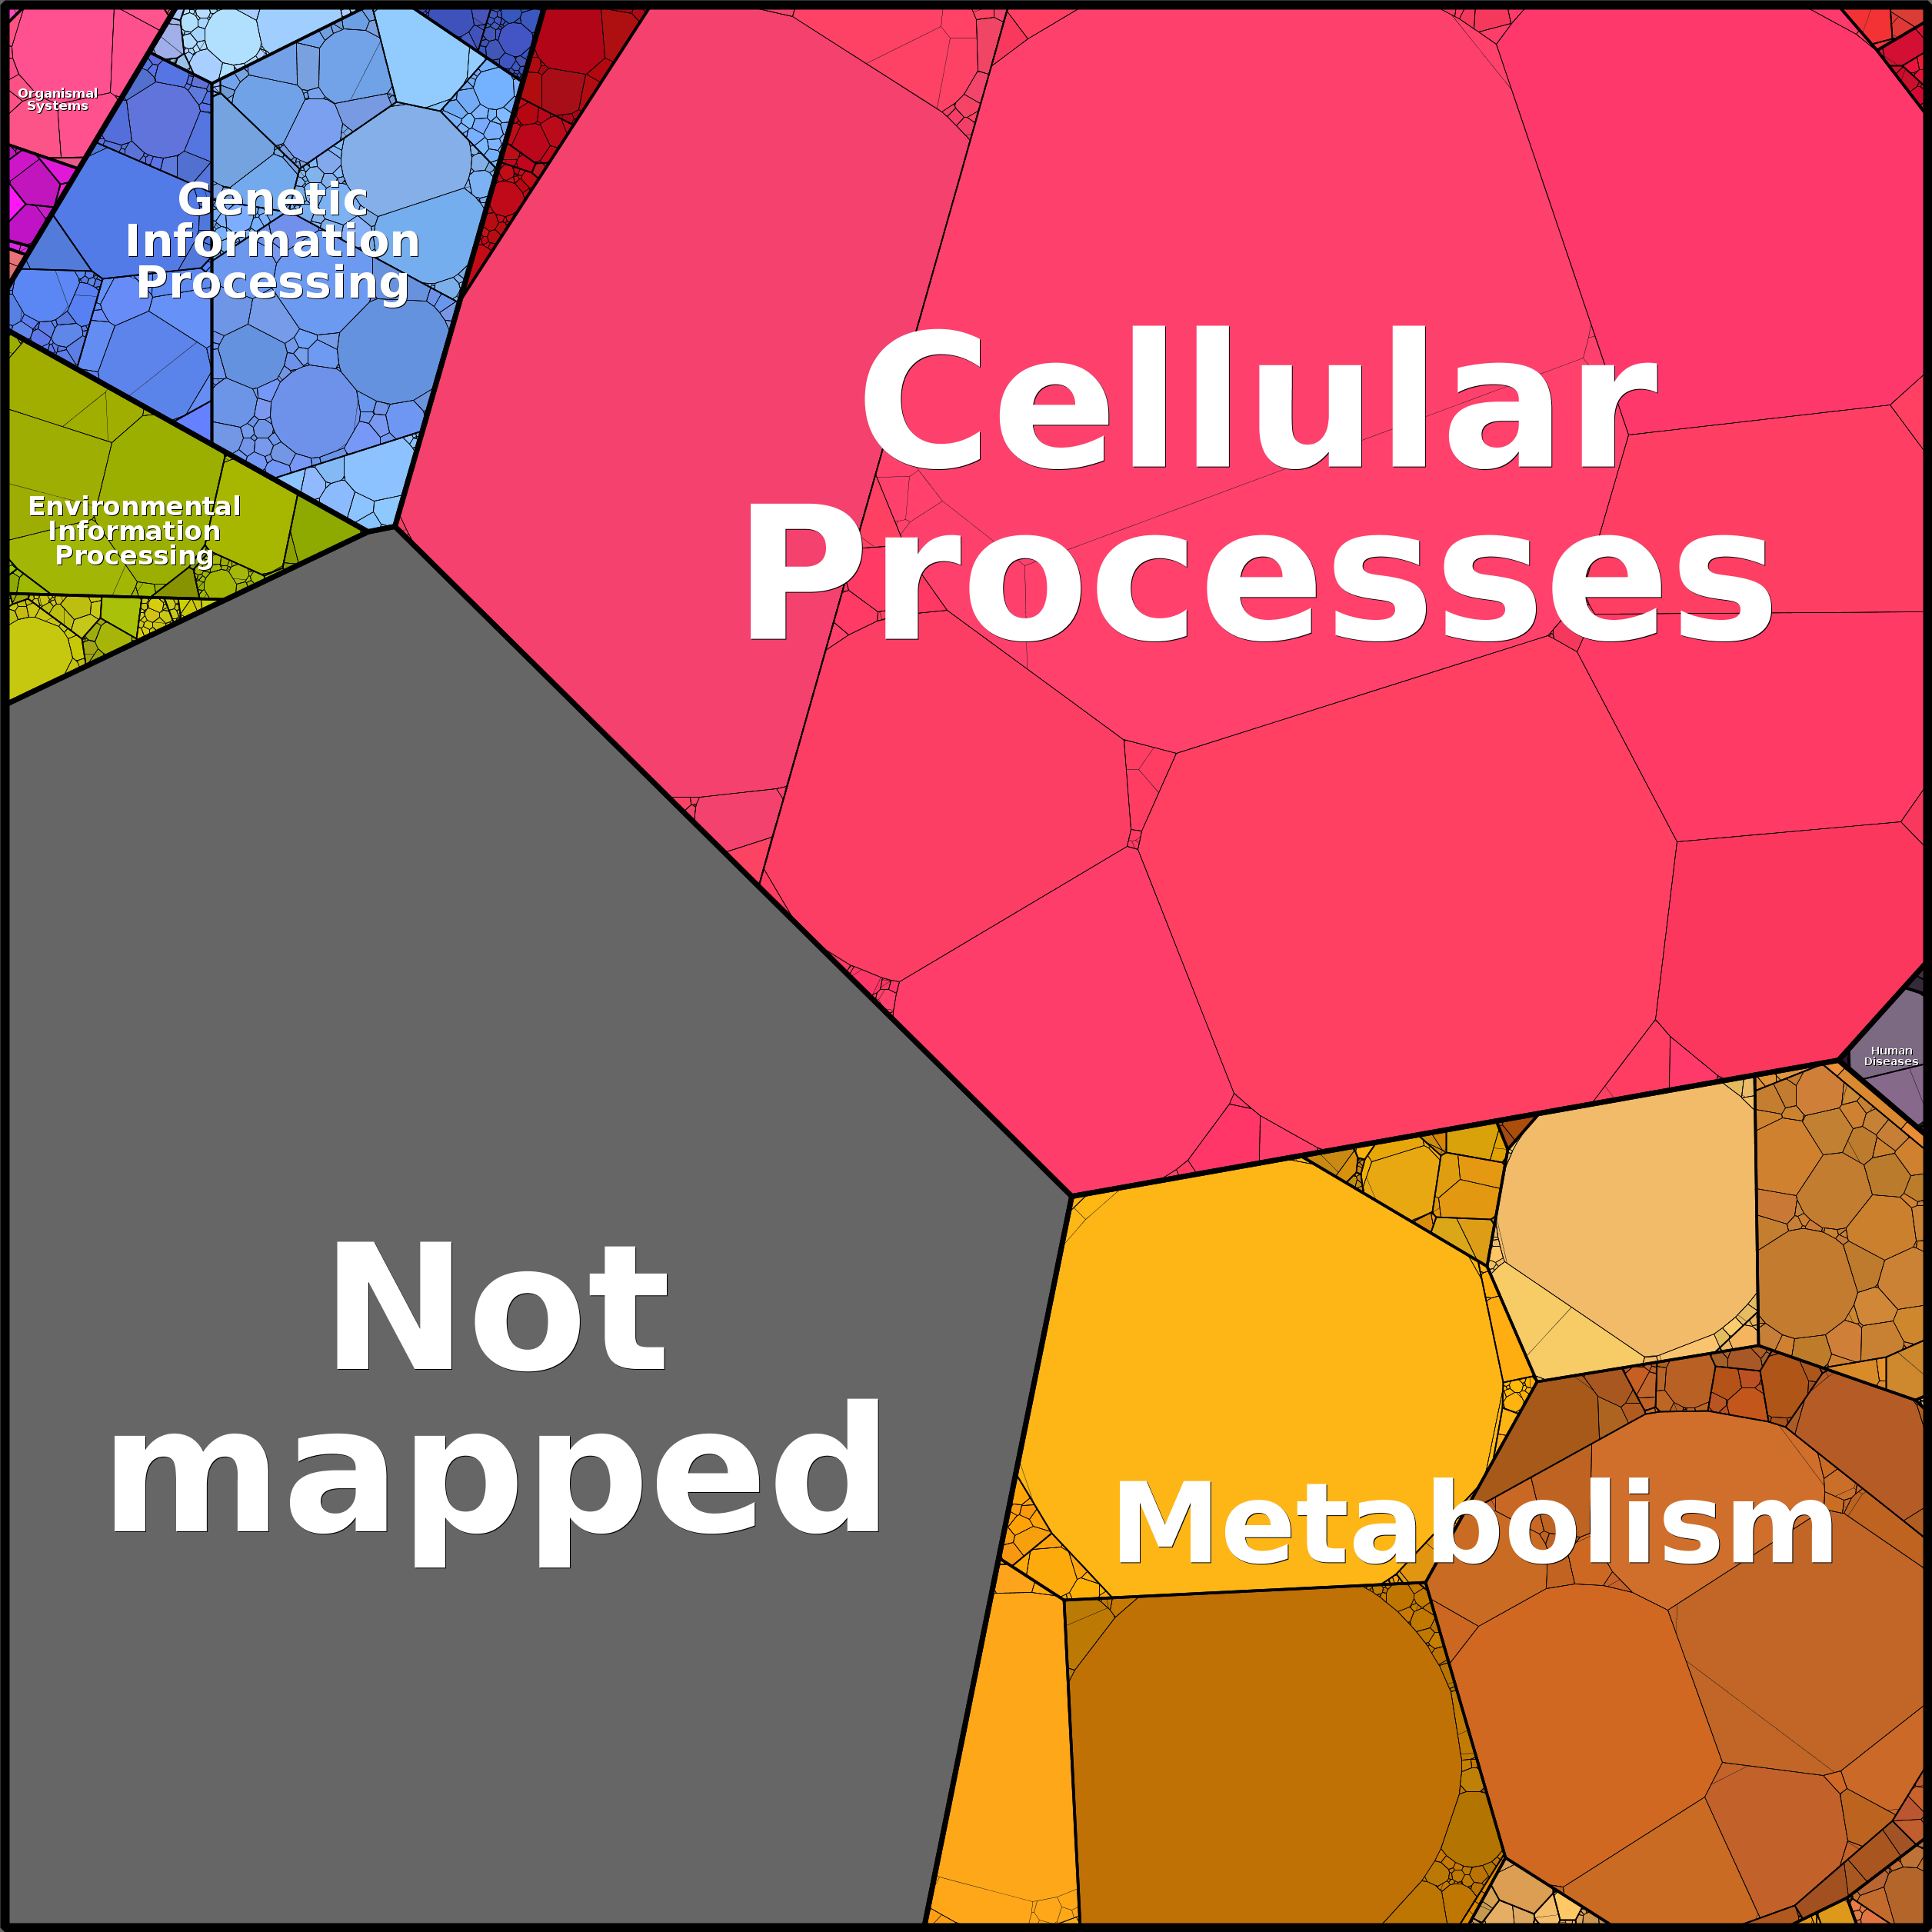 Organismal
Systems
Genetic
Information
Processing
Cellular
Processes
Environmental
Information
Processing
Human
Diseases
Not
mapped
Metabolism